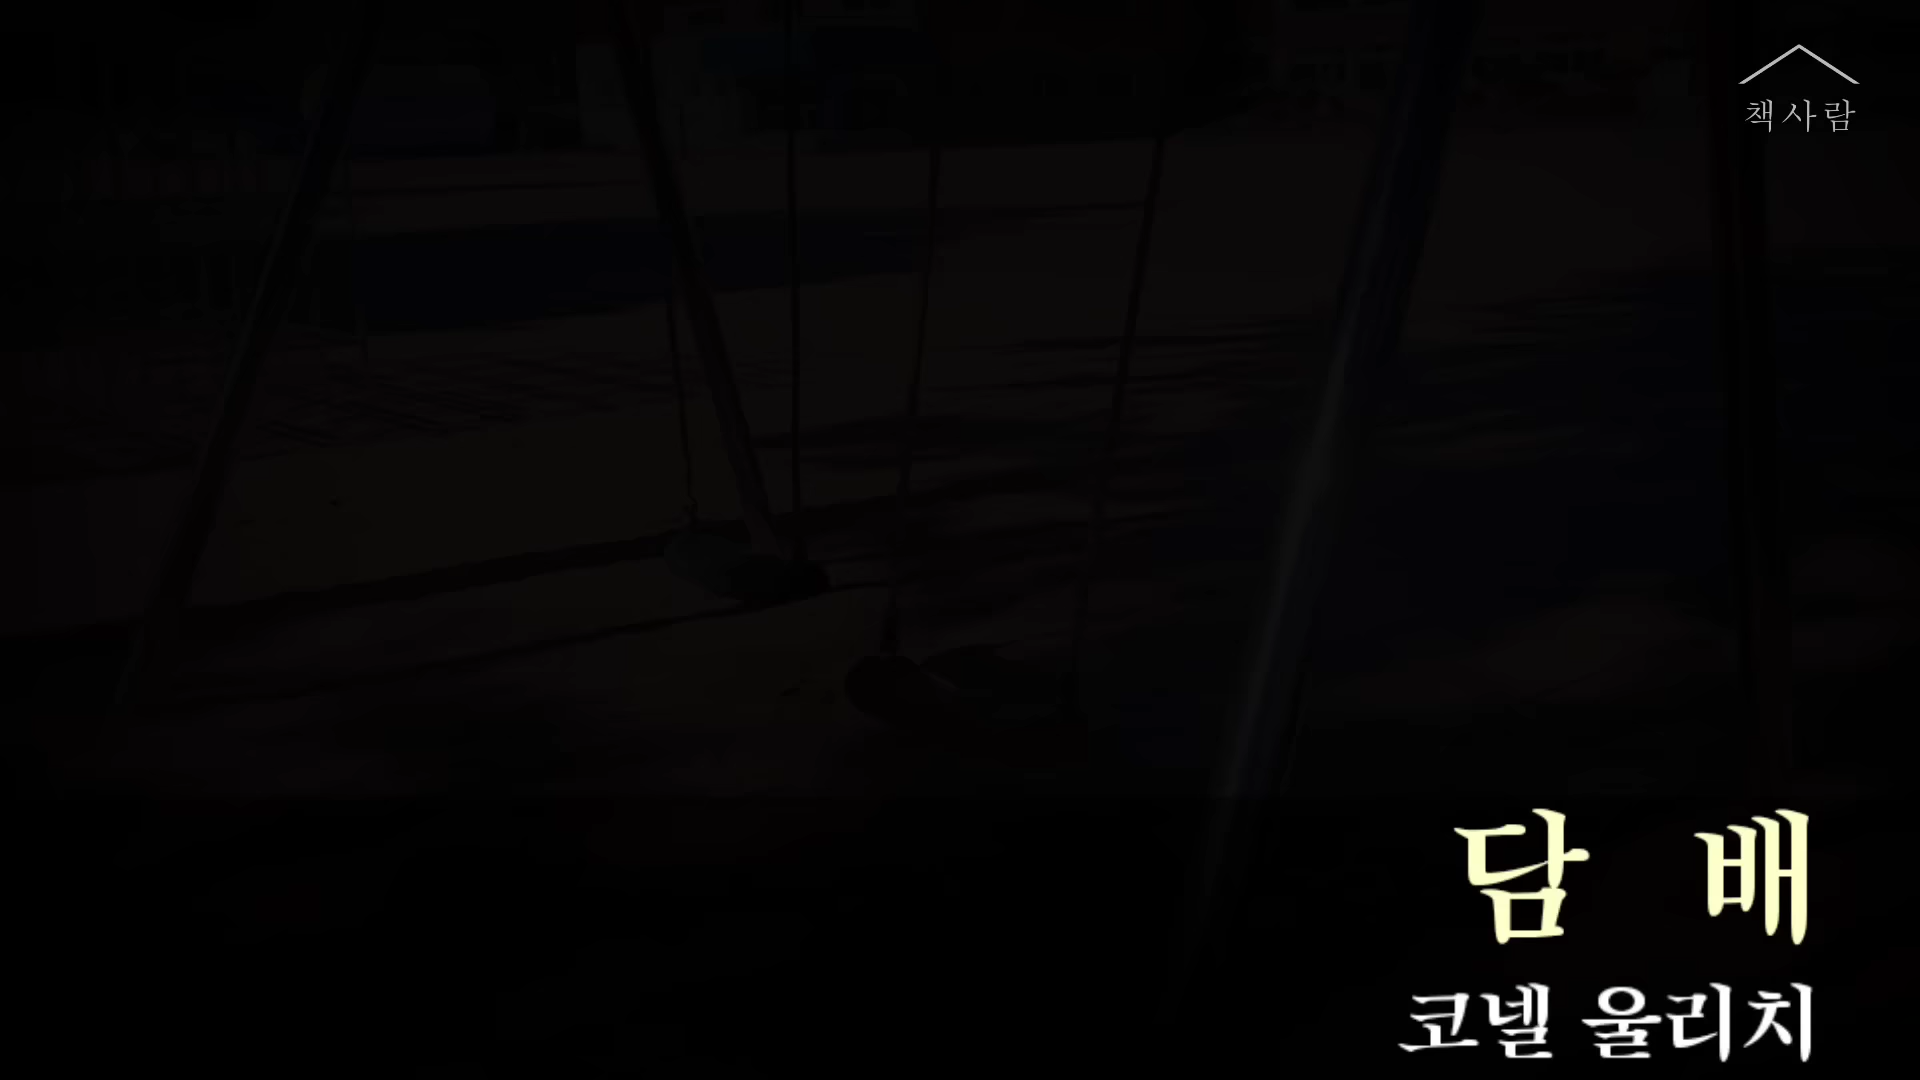 책사람
담 배
코넬 울리치